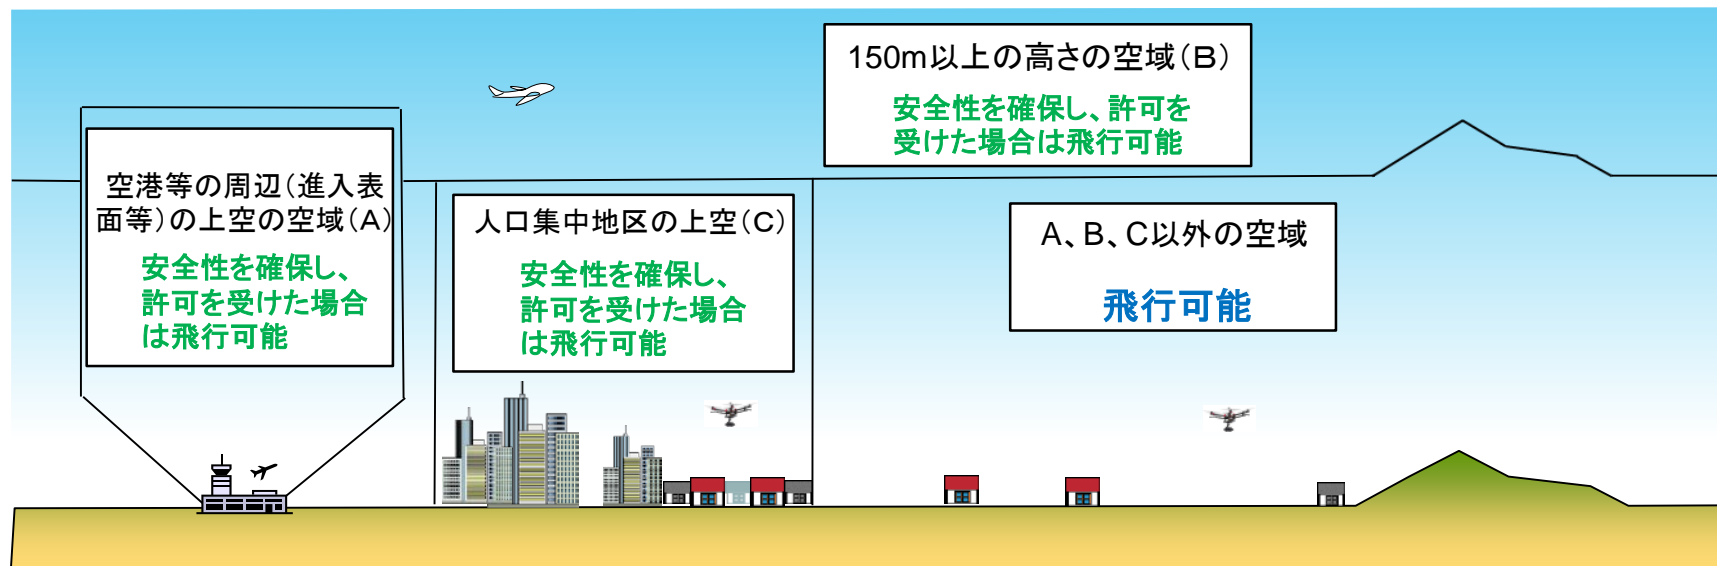 150m以上の高さの空域（B）
安全性を確保し、許可を
受けた場合は飛行可能
空港等の周辺（進入表
面等）の上空の空域（A）
安全性を確保し、
許可を受けた場合
は飛行可能
人口集中地区の上空（C）
安全性を確保し、
許可を受けた場合
は飛行可能
A、B、C以外の空域
飛行可能